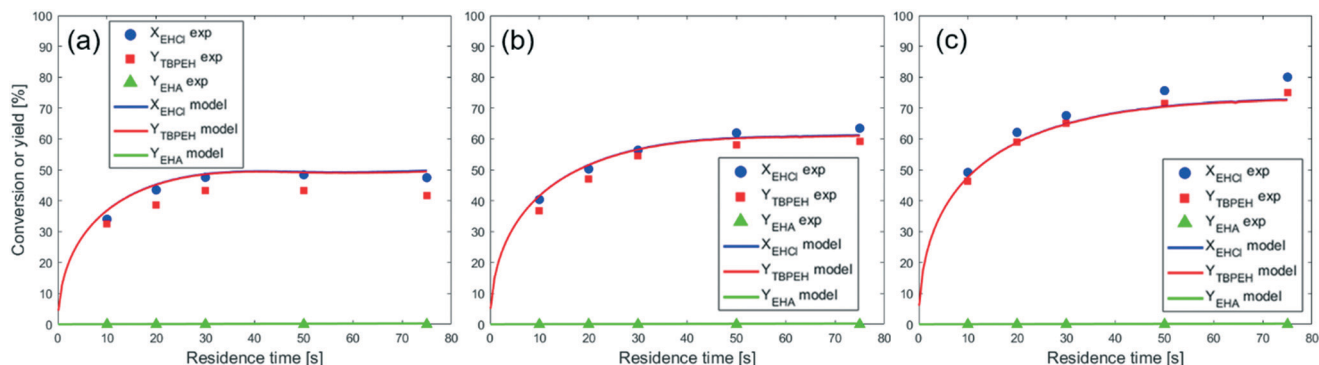 Conversion or yield [%]
100
90
80
70
60
50
40
30
20
10
0
(a)
X_EHCl exp
Y_TBPEH exp
Y_EHA exp
X_EHCl model
Y_TBPEH model
Y_EHA model
0 10 20 30 40 50 60 70 80
Residence time [s]
100
90
80
70
60
50
40
30
20
10
0
(b)
X_EHCl exp
Y_TBPEH exp
Y_EHA exp
X_EHCl model
Y_TBPEH model
Y_EHA model
0 10 20 30 40 50 60 70 80
Residence time [s]
100
90
80
70
60
50
40
30
20
10
0
(c)
X_EHCl exp
Y_TBPEH exp
Y_EHA exp
X_EHCl model
Y_TBPEH model
Y_EHA model
0 10 20 30 40 50 60 70 80
Residence time [s]